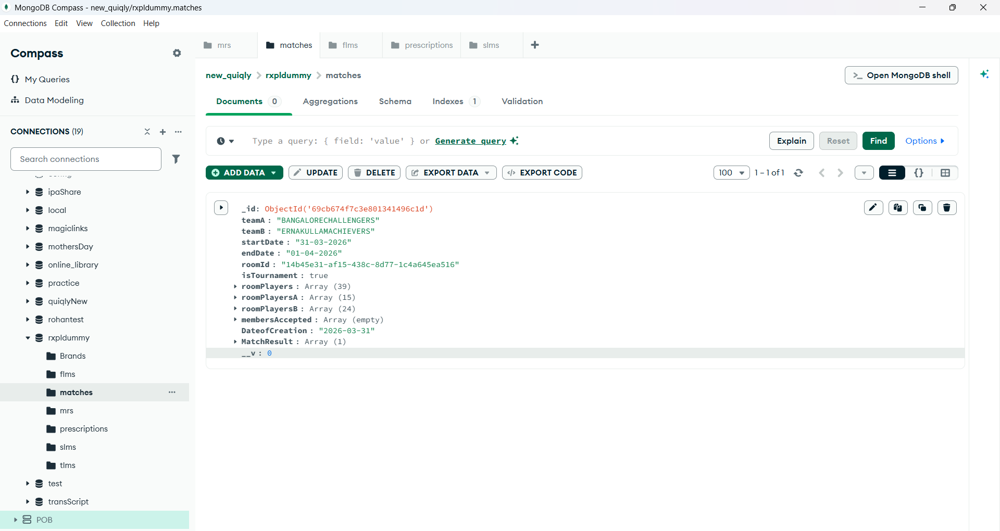 MongoDB Compass - new_quiqly/rxpldummy.matches
Connections Edit View Collection Help
Compass
My Queries
Data Modeling
CONNECTIONS (19)
Search connections
ipaShare
local
magiclinks
mothersDay
online_library
practice
quiqlyNew
rohantest
rxpldummy
Brands
flms
matches
mrs
prescriptions
slms
tlms
test
transScript
POB
mrs matches flms prescriptions slms
new_quiqly rxpldummy matches
>_ Open MongoDB shell
Documents 0 Aggregations Schema Indexes 1 Validation
Type a query: { field: 'value' } or Generate query
Explain Reset Find Options
ADD DATA UPDATE DELETE EXPORT DATA EXPORT CODE
100 1 – 1 of 1
_id: ObjectId('69cb674f7c3e801341496c1d')
teamA : "BANGALORECHALLENGERS"
teamB : "ERNAKULLAMACHIEVERS"
startDate : "31-03-2026"
endDate : "01-04-2026"
roomId : "14b45e31-af15-438c-8d77-1c4a645ea516"
isTournament : true
roomPlayers : Array (39)
roomPlayersA : Array (15)
roomPlayersB : Array (24)
membersAccepted : Array (empty)
DateofCreation : "2026-03-31"
MatchResult : Array (1)
__v : 0